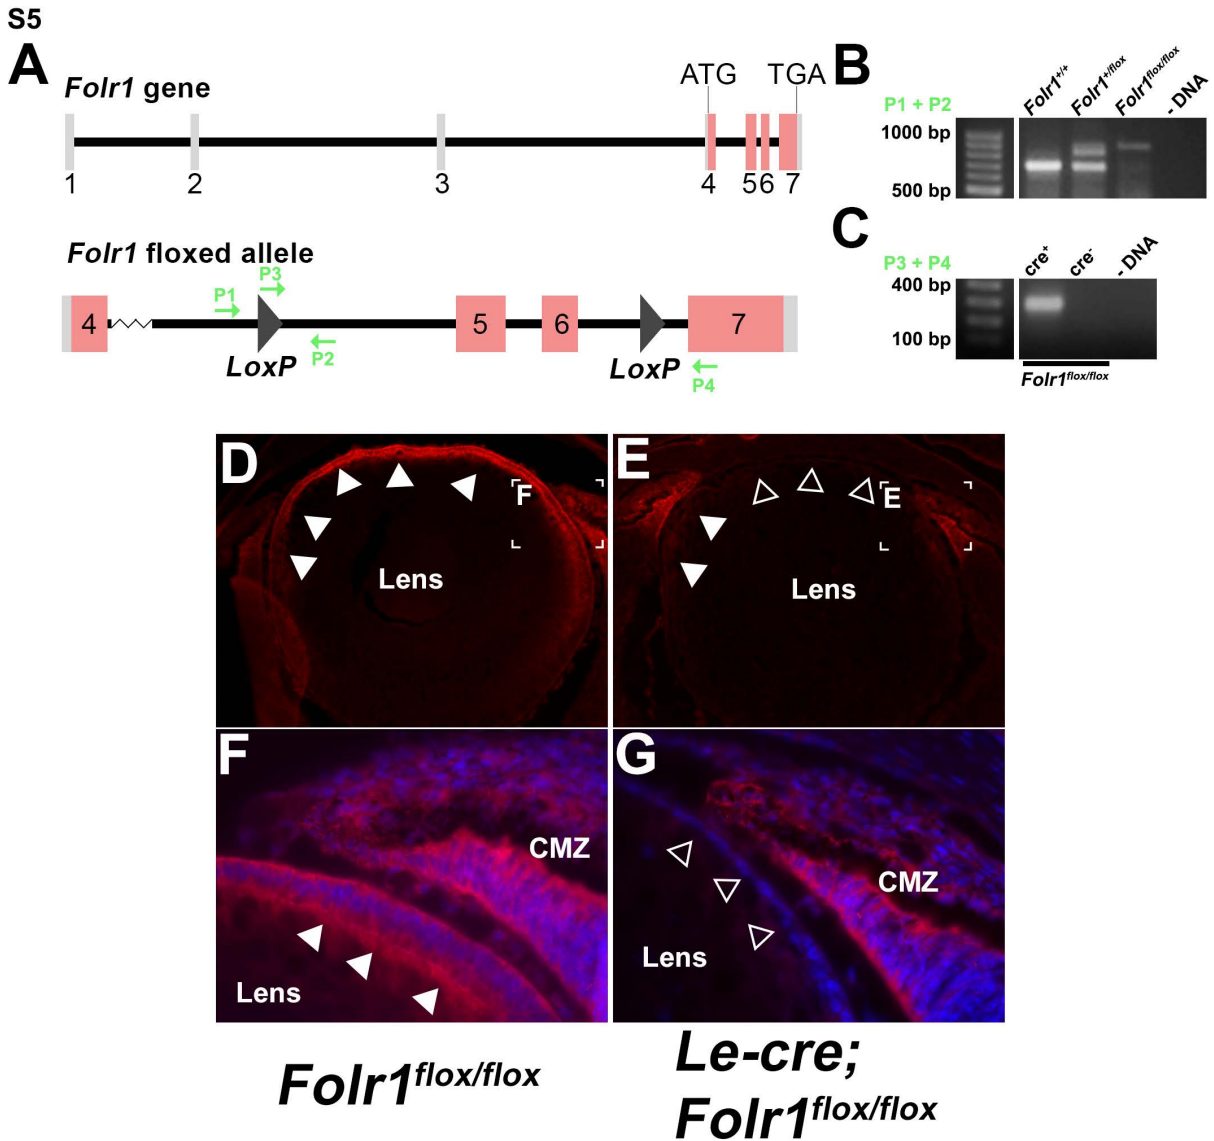 S5
A
Folr1 gene
ATG
TGA
1
2
3
4
5
6
7
Folr1 floxed allele
P1
P3
P2
P4
4
5
6
7
LoxP
LoxP
B
P1 + P2
Folr1+/+
Folr1+/flox
Folr1flox/flox
- DNA
1000 bp
500 bp
C
P3 + P4
cre+
cre-
- DNA
400 bp
100 bp
Folr1flox/flox
D
F
Lens
E
E
Lens
F
CMZ
Lens
G
CMZ
Lens
Folr1flox/flox
Le-cre;
Folr1flox/flox